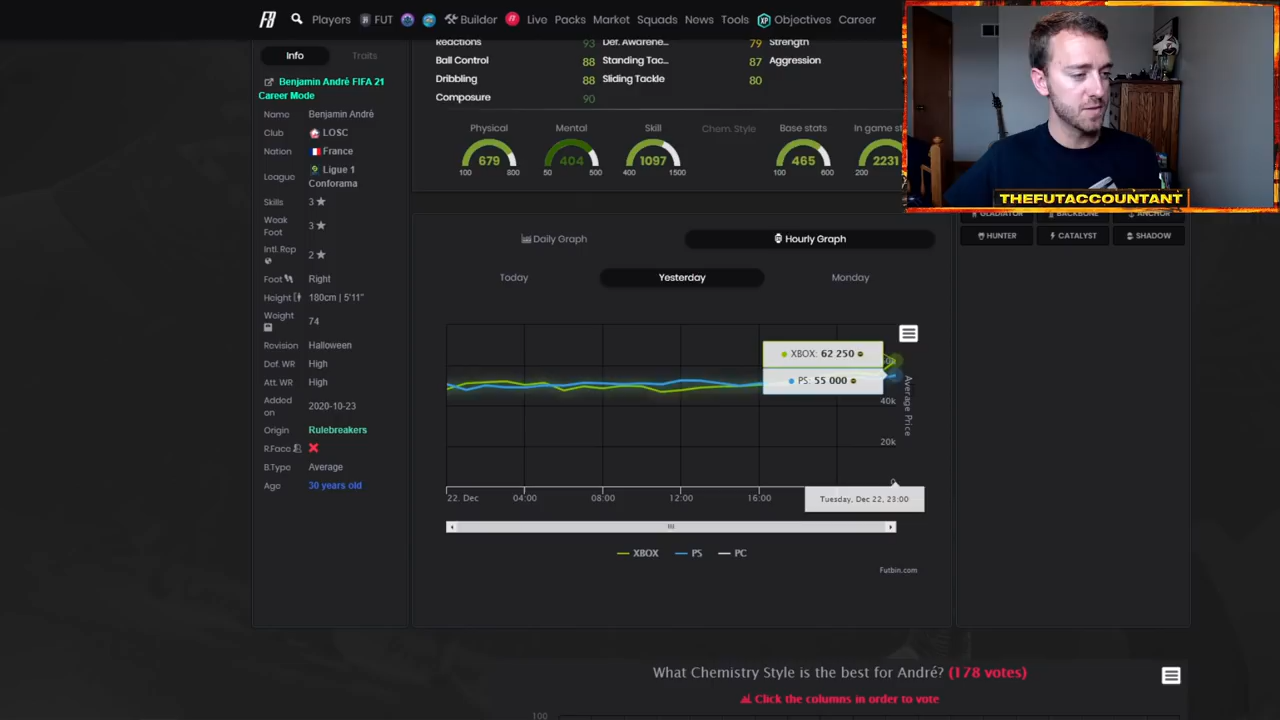 F8 Players FUT Builder Live Packs Market Squads News Tools XP Objectives Career
Info Traits
Benjamin André FIFA 21
Career Mode
Name Benjamin André
Club LOSC
Nation France
League Ligue 1
Conforama
Skills 3★
Weak
Foot 3★
Intl.Rep 2★
Foot Right
Height 180cm | 5'11"
Weight 74
Revision Halloween
Def. WR High
Att. WR High
Added
on 2020-10-23
Origin Rulebreakers
R.Face
B.Type Average
Age 30 years old
Reactions 93 Def. Awarene... 79 Strength
Ball Control 88 Standing Tac... 87 Aggression
Dribbling 88 Sliding Tackle 80
Composure 90
Physical Mental Skill Chem. Style Base stats In game st
679 404 1097 465 2231
100 800 50 500 400 1500 100 600 200
THEFUTACCOUNTANT
GLADIATOR BACKBONE ANCHOR
HUNTER CATALYST SHADOW
Daily Graph Hourly Graph
Today Yesterday Monday
XBOX: 62 250
PS: 55 000
40k
20k
0
Average Price
22. Dec 04:00 08:00 12:00 16:00
Tuesday, Dec 22, 23:00
XBOX PS PC
Futbin.com
What Chemistry Style is the best for André? (178 votes)
Click the columns in order to vote
100